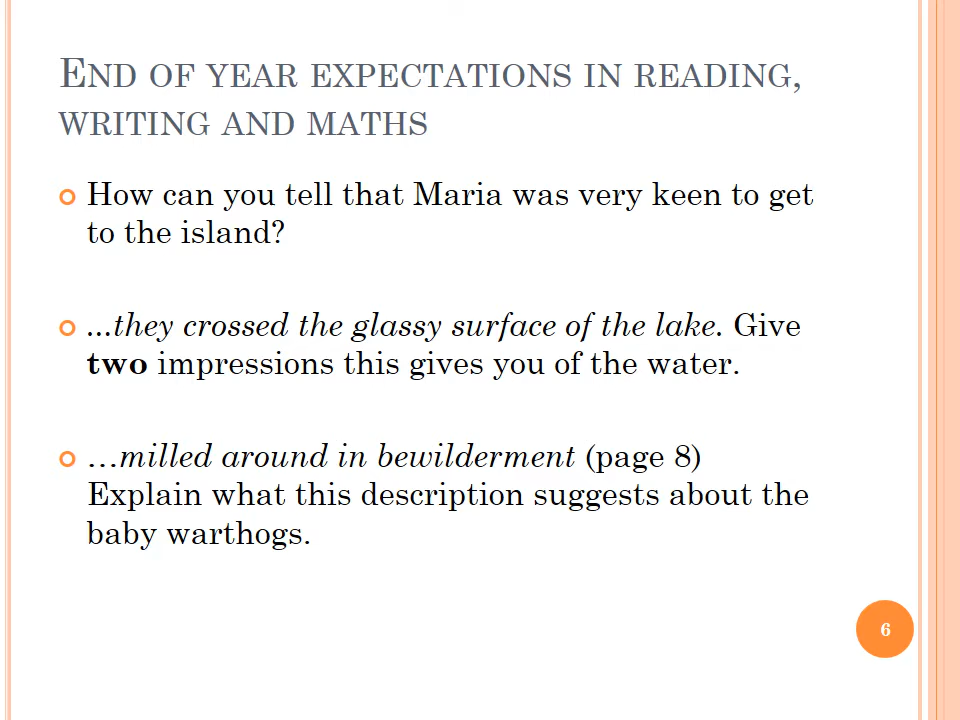 END OF YEAR EXPECTATIONS IN READING,
WRITING AND MATHS
How can you tell that Maria was very keen to get
to the island?
...they crossed the glassy surface of the lake. Give
two impressions this gives you of the water.
…milled around in bewilderment (page 8)
Explain what this description suggests about the
baby warthogs.
6